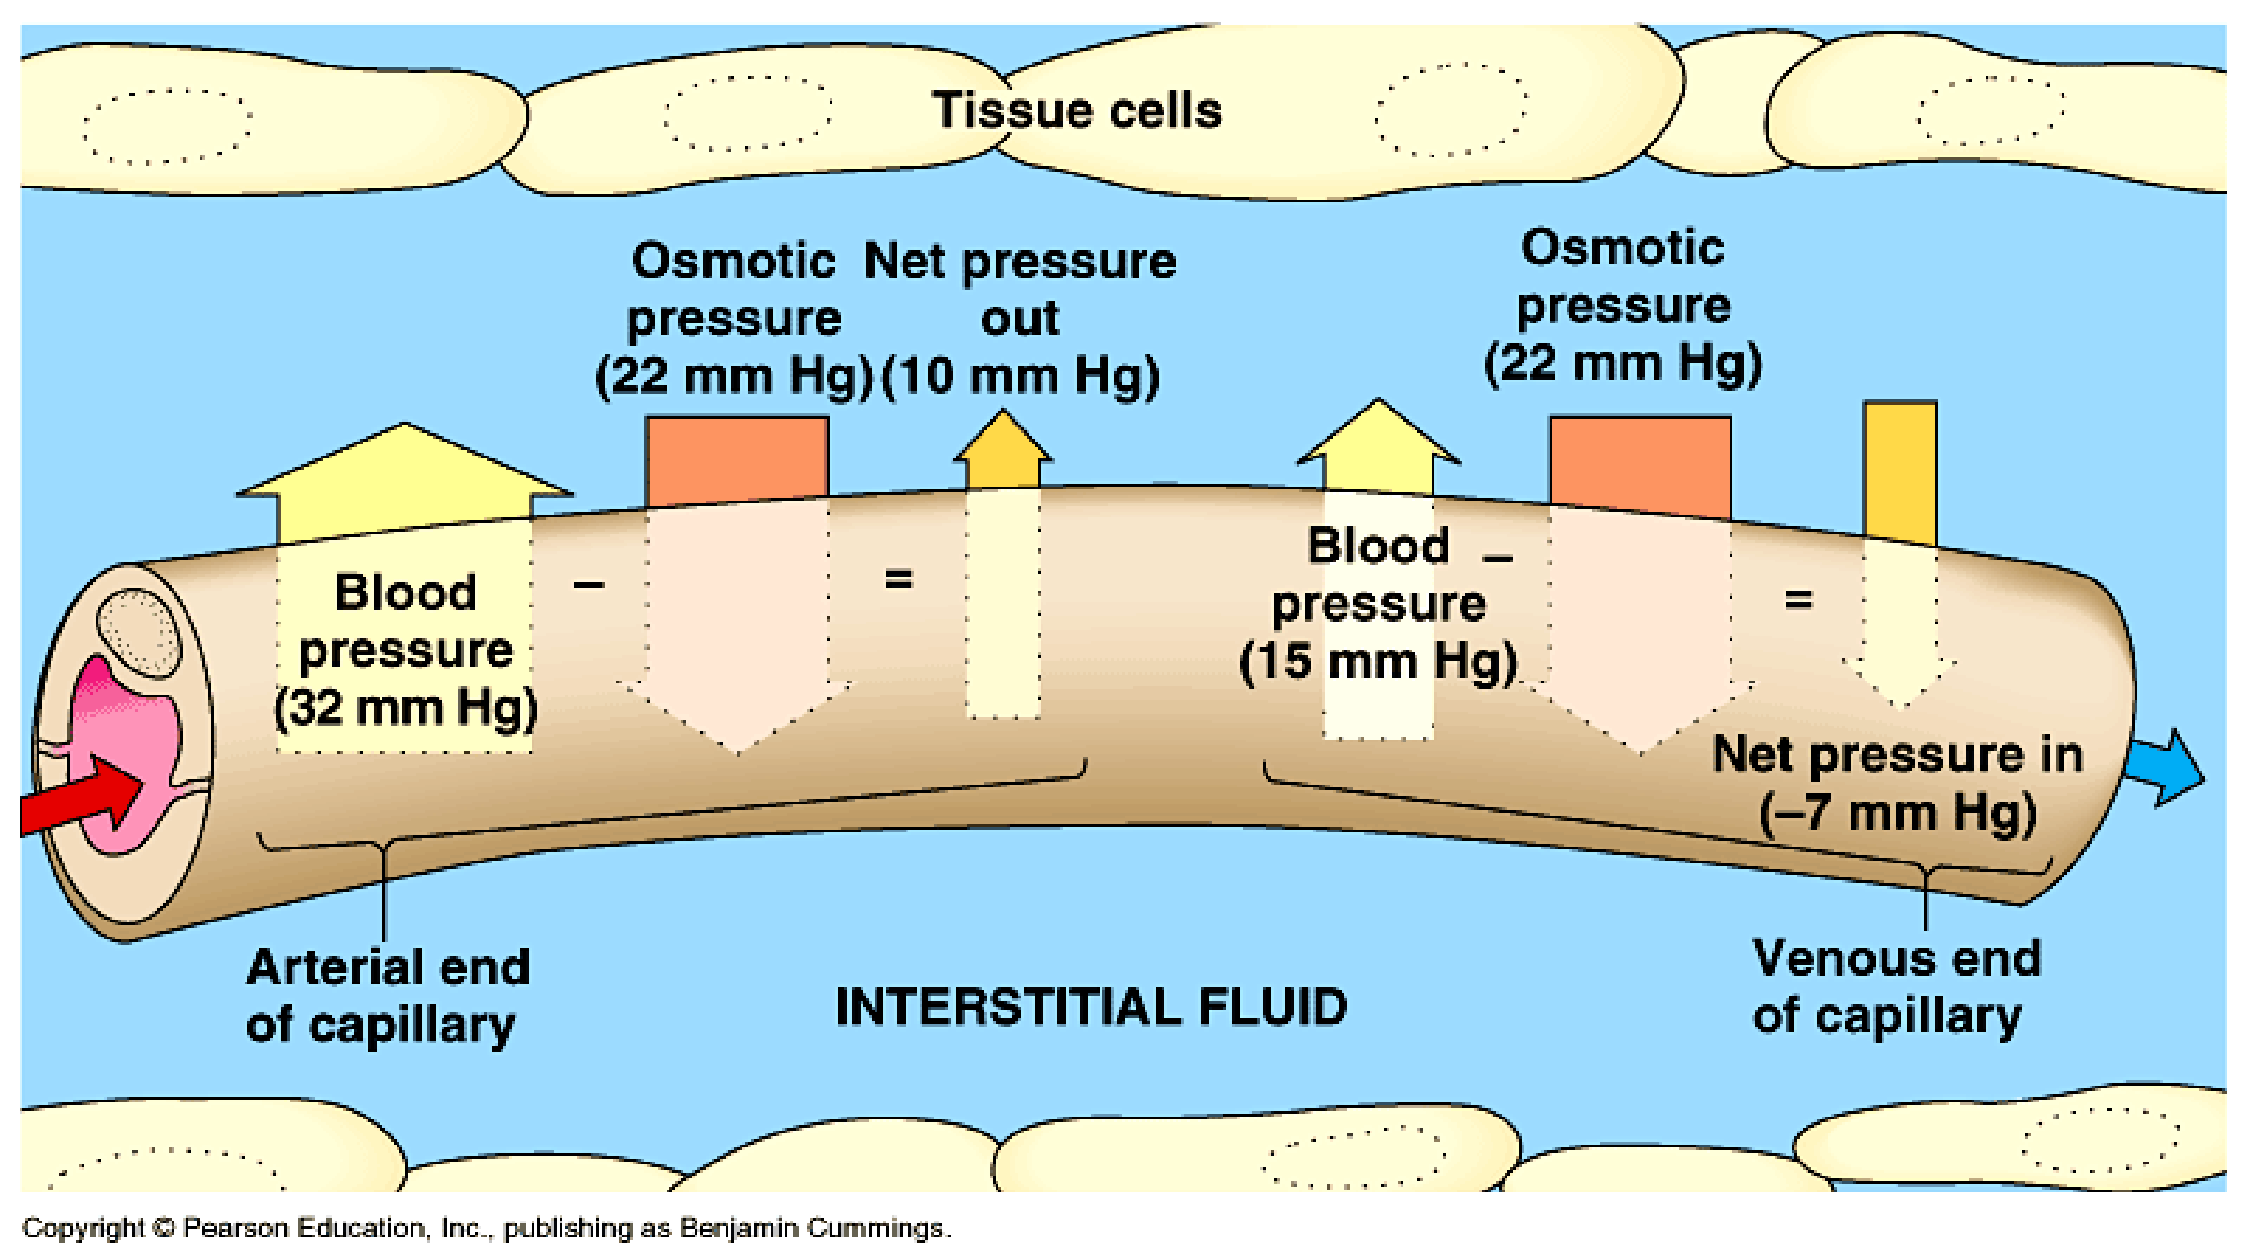 Tissue cells
Osmotic
pressure
(22 mm Hg)
Net pressure
out
(10 mm Hg)
Osmotic
pressure
(22 mm Hg)
Blood
pressure
(32 mm Hg)
–
=
Blood
pressure
(15 mm Hg)
–
=
Net pressure in
(–7 mm Hg)
Arterial end
of capillary
INTERSTITIAL FLUID
Venous end
of capillary
Copyright © Pearson Education, Inc., publishing as Benjamin Cummings.